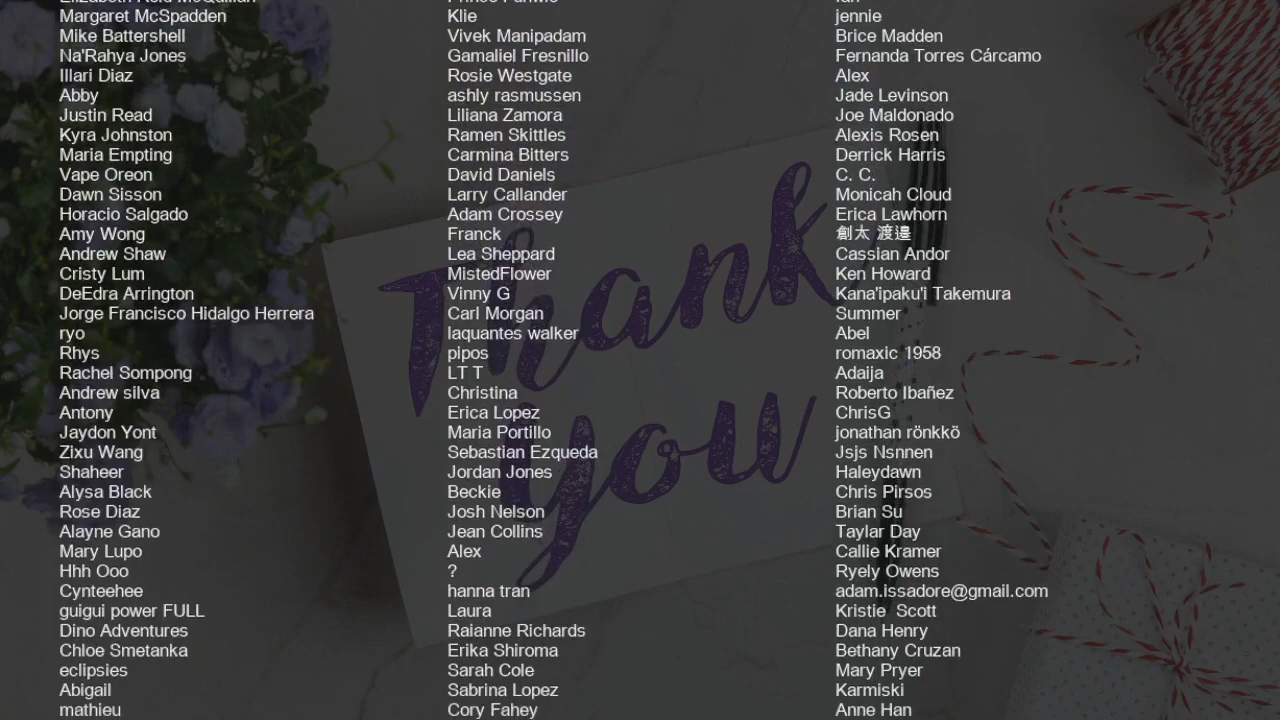 Margaret McSpadden
Mike Battershell
Na'Rahya Jones
Illari Diaz
Abby
Justin Read
Kyra Johnston
Maria Empting
Vape Oreon
Dawn Sisson
Horacio Salgado
Amy Wong
Andrew Shaw
Cristy Lum
DeEdra Arrington
Jorge Francisco Hidalgo Herrera
ryo
Rhys
Rachel Sompong
Andrew silva
Antony
Jaydon Yont
Zixu Wang
Shaheer
Alysa Black
Rose Diaz
Alayne Gano
Mary Lupo
Hhh Ooo
Cynteehee
guigui power FULL
Dino Adventures
Chloe Smetanka
eclipsies
Abigail
mathieu
Klie
Vivek Manipadam
Gamaliel Fresnillo
Rosie Westgate
ashly rasmussen
Liliana Zamora
Ramen Skittles
Carmina Bitters
David Daniels
Larry Callander
Adam Crossey
Franck
Lea Sheppard
MistedFlower
Vinny G
Carl Morgan
laquantes walker
pipos
LT T
Christina
Erica Lopez
Maria Portillo
Sebastian Ezqueda
Jordan Jones
Beckie
Josh Nelson
Jean Collins
Alex
?
hanna tran
Laura
Raianne Richards
Erika Shiroma
Sarah Cole
Sabrina Lopez
Cory Fahey
jennie
Brice Madden
Fernanda Torres Cárcamo
Alex
Jade Levinson
Joe Maldonado
Alexis Rosen
Derrick Harris
C. C.
Monicah Cloud
Erica Lawhorn
創太 渡邉
Cassian Andor
Ken Howard
Kana'ipaku'i Takemura
Summer
Abel
romaxic 1958
Adaija
Roberto Ibañez
ChrisG
jonathan rönkkö
Jsjs Nsnnen
Haleydawn
Chris Pirsos
Brian Su
Taylar Day
Callie Kramer
Ryely Owens
adam.issadore@gmail.com
Kristie  Scott
Dana Henry
Bethany Cruzan
Mary Pryer
Karmiski
Anne Han
Thank
you